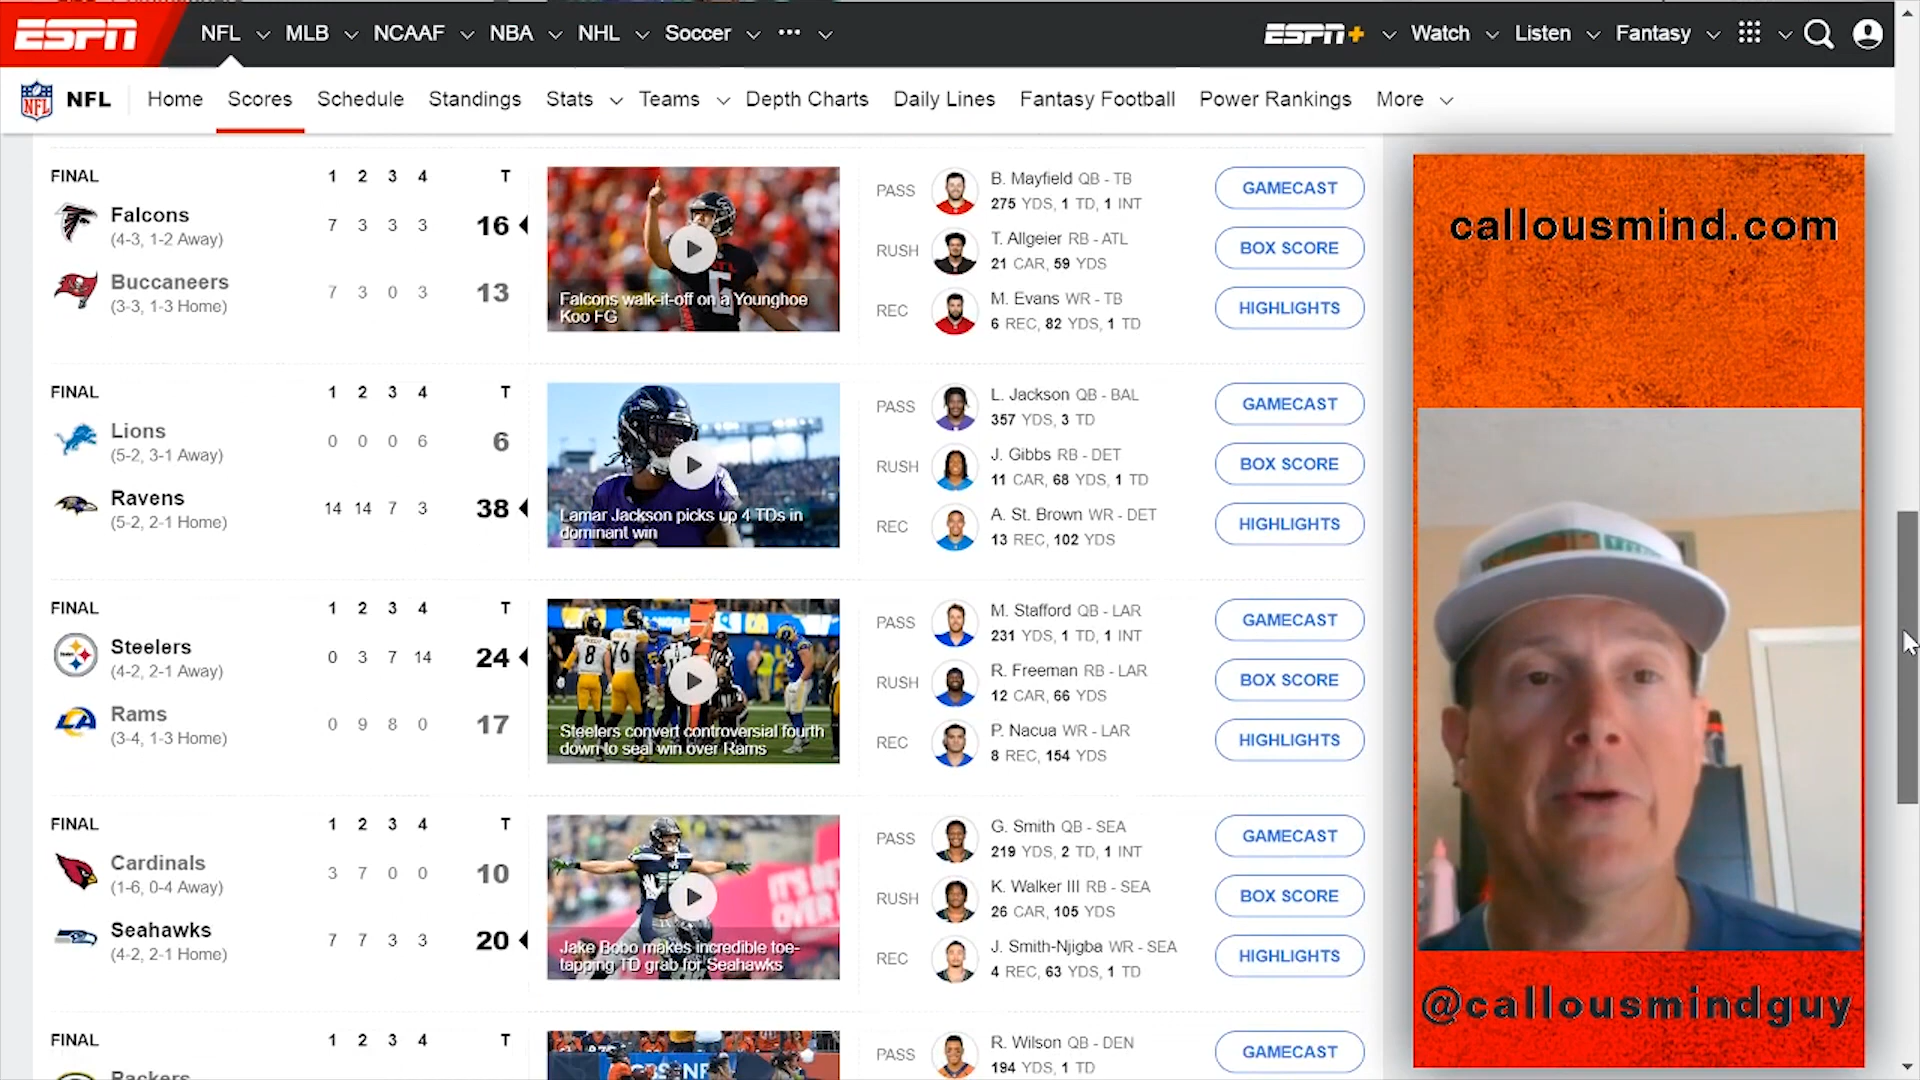 ESPN NFL MLB NCAAF NBA NHL Soccer ESPN+ Watch Listen Fantasy
NFL Home Scores Schedule Standings Stats Teams Depth Charts Daily Lines Fantasy Football Power Rankings More
FINAL 1 2 3 4 T
Falcons 7 3 3 3 16
(4-3, 1-2 Away)
Buccaneers 7 3 0 3 13
(3-3, 1-3 Home)
Falcons walk-it-off on a Younghoe
Koo FG
PASS B. Mayfield QB - TB
275 YDS, 1 TD, 1 INT
RUSH T. Allgeier RB - ATL
21 CAR, 59 YDS
REC M. Evans WR - TB
6 REC, 82 YDS, 1 TD
GAMECAST
BOX SCORE
HIGHLIGHTS
FINAL 1 2 3 4 T
Lions 0 0 0 6 6
(5-2, 3-1 Away)
Ravens 14 14 7 3 38
(5-2, 2-1 Home)
Lamar Jackson picks up 4 TDs in
dominant win
PASS L. Jackson QB - BAL
357 YDS, 3 TD
RUSH J. Gibbs RB - DET
11 CAR, 68 YDS, 1 TD
REC A. St. Brown WR - DET
13 REC, 102 YDS
GAMECAST
BOX SCORE
HIGHLIGHTS
FINAL 1 2 3 4 T
Steelers 0 3 7 14 24
(4-2, 2-1 Away)
Rams 0 9 8 0 17
(3-4, 1-3 Home)
Steelers convert controversial fourth
down to seal win over Rams
PASS M. Stafford QB - LAR
231 YDS, 1 TD, 1 INT
RUSH R. Freeman RB - LAR
12 CAR, 66 YDS
REC P. Nacua WR - LAR
8 REC, 154 YDS
GAMECAST
BOX SCORE
HIGHLIGHTS
FINAL 1 2 3 4 T
Cardinals 3 7 0 0 10
(1-6, 0-4 Away)
Seahawks 7 7 3 3 20
(4-2, 2-1 Home)
Jake Bobo makes incredible toe-
tapping TD grab for Seahawks
PASS G. Smith QB - SEA
219 YDS, 2 TD, 1 INT
RUSH K. Walker III RB - SEA
26 CAR, 105 YDS
REC J. Smith-Njigba WR - SEA
4 REC, 63 YDS, 1 TD
GAMECAST
BOX SCORE
HIGHLIGHTS
FINAL 1 2 3 4 T
Packers
PASS R. Wilson QB - DEN
194 YDS, 1 TD
GAMECAST
callousmind.com
@callousmindguy